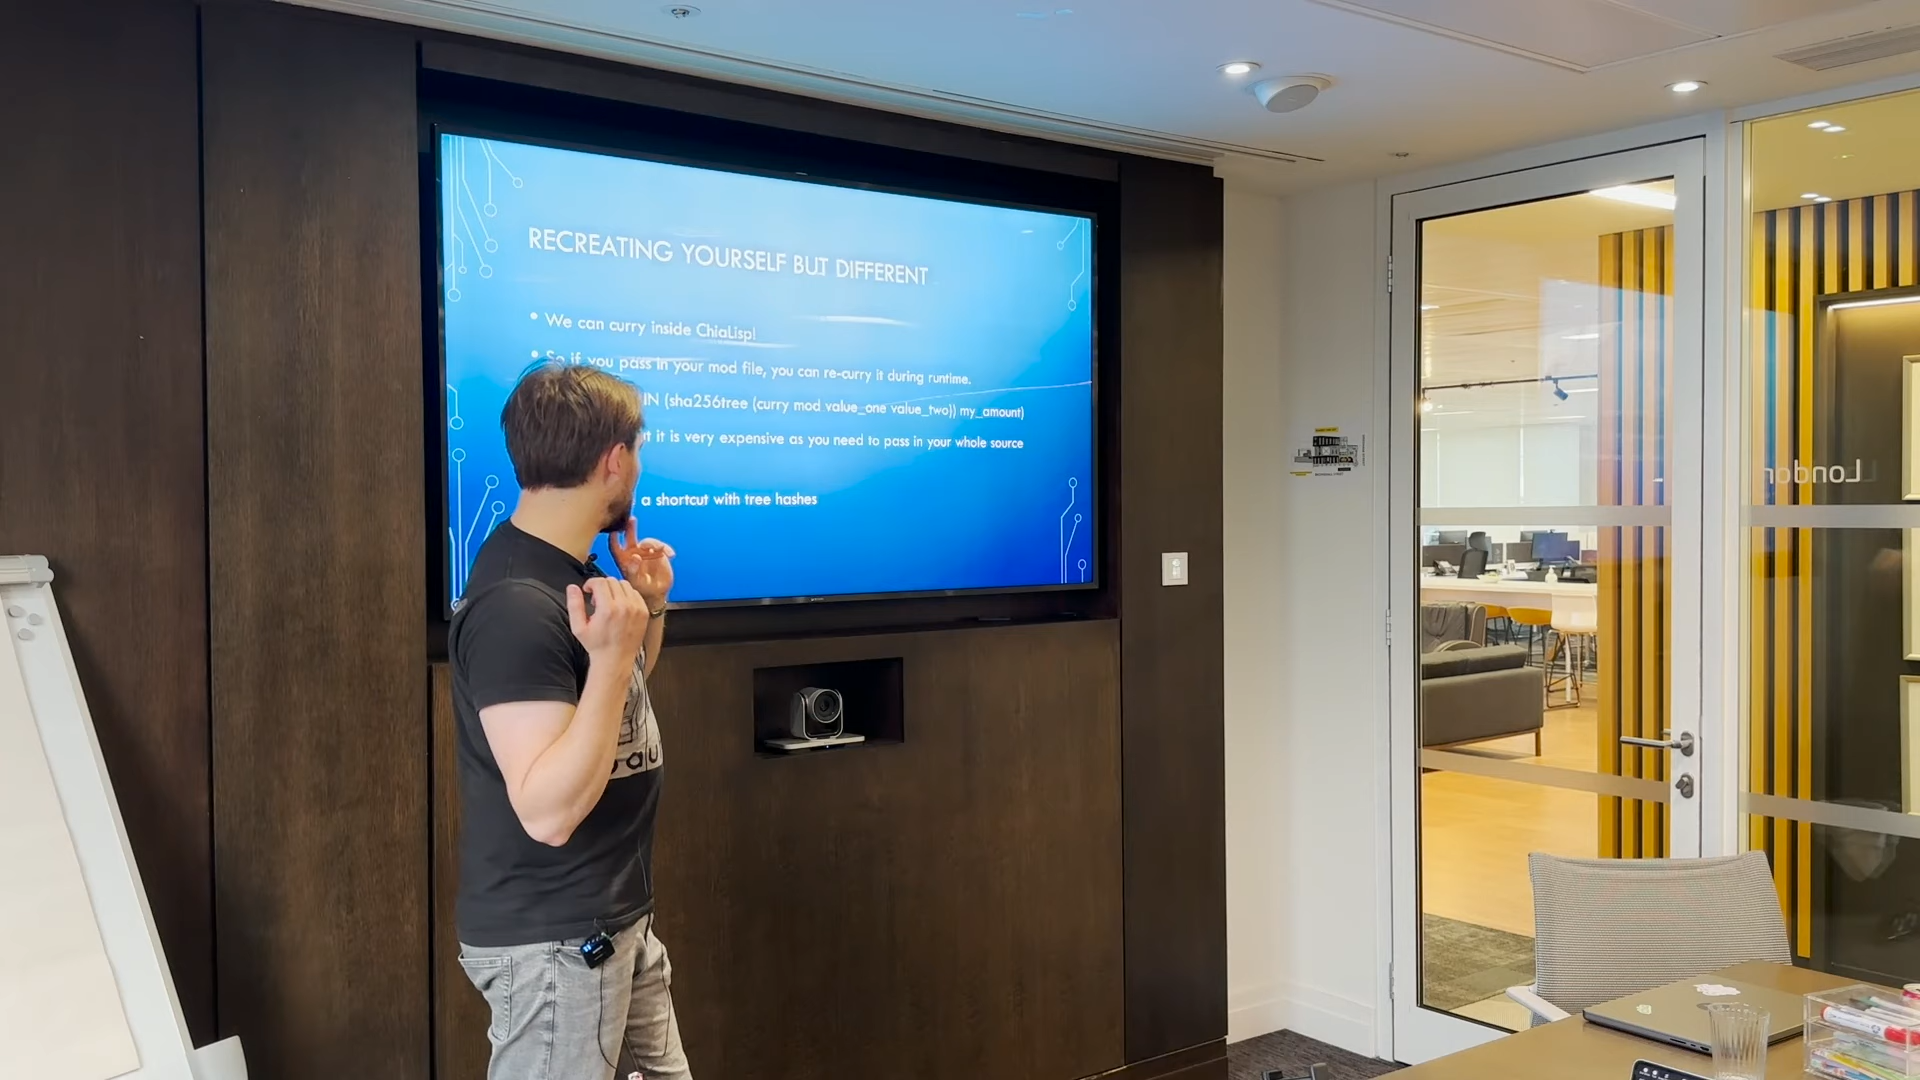 RECREATING YOURSELF BUT DIFFERENT
• We can curry inside ChiaLisp!
• So if you pass in your mod file, you can re-curry it during runtime.
IN (sha256tree (curry mod value_one value_two)) my_amount)
it is very expensive as you need to pass in your whole source
a shortcut with tree hashes
London